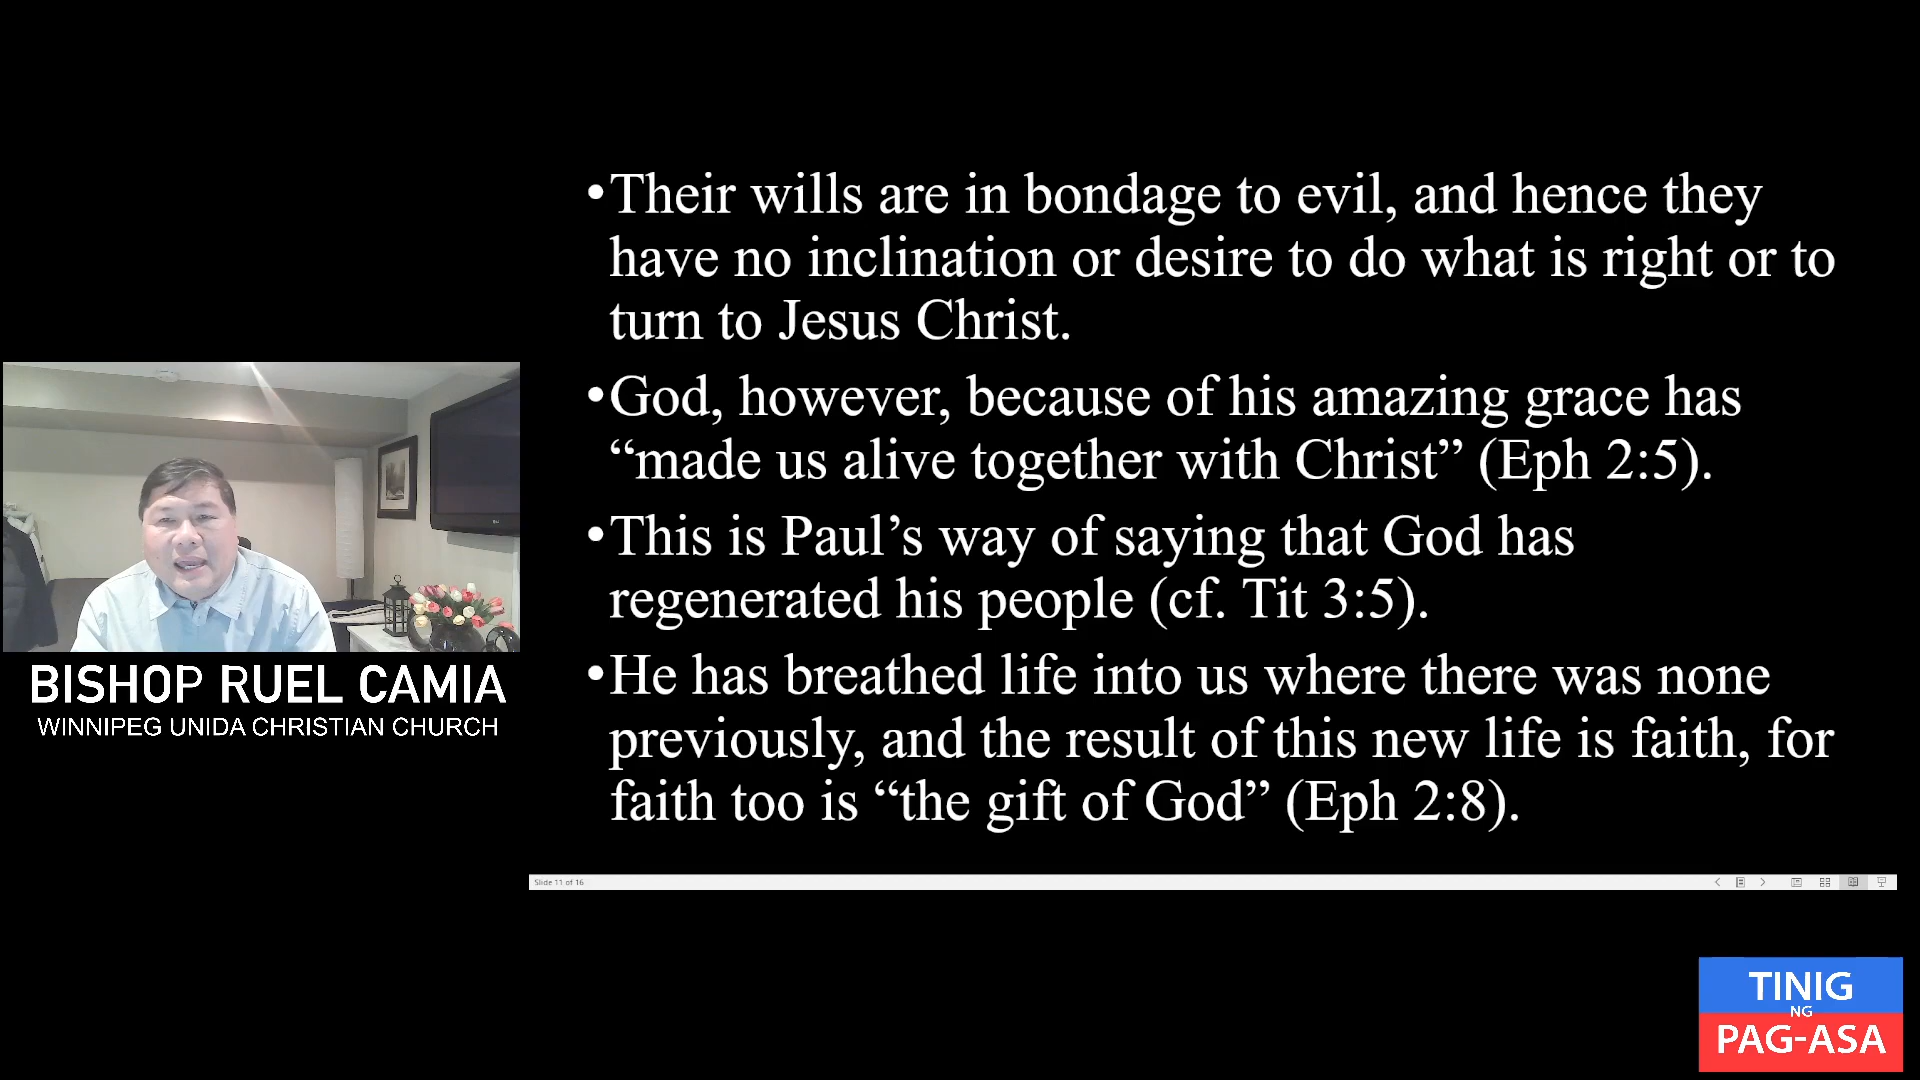 •Their wills are in bondage to evil, and hence they
have no inclination or desire to do what is right or to
turn to Jesus Christ.
•God, however, because of his amazing grace has
“made us alive together with Christ” (Eph 2:5).
•This is Paul’s way of saying that God has
regenerated his people (cf. Tit 3:5).
•He has breathed life into us where there was none
previously, and the result of this new life is faith, for
faith too is “the gift of God” (Eph 2:8).
BISHOP RUEL CAMIA
WINNIPEG UNIDA CHRISTIAN CHURCH
Slide 11 of 16
TINIG
NG
PAG-ASA